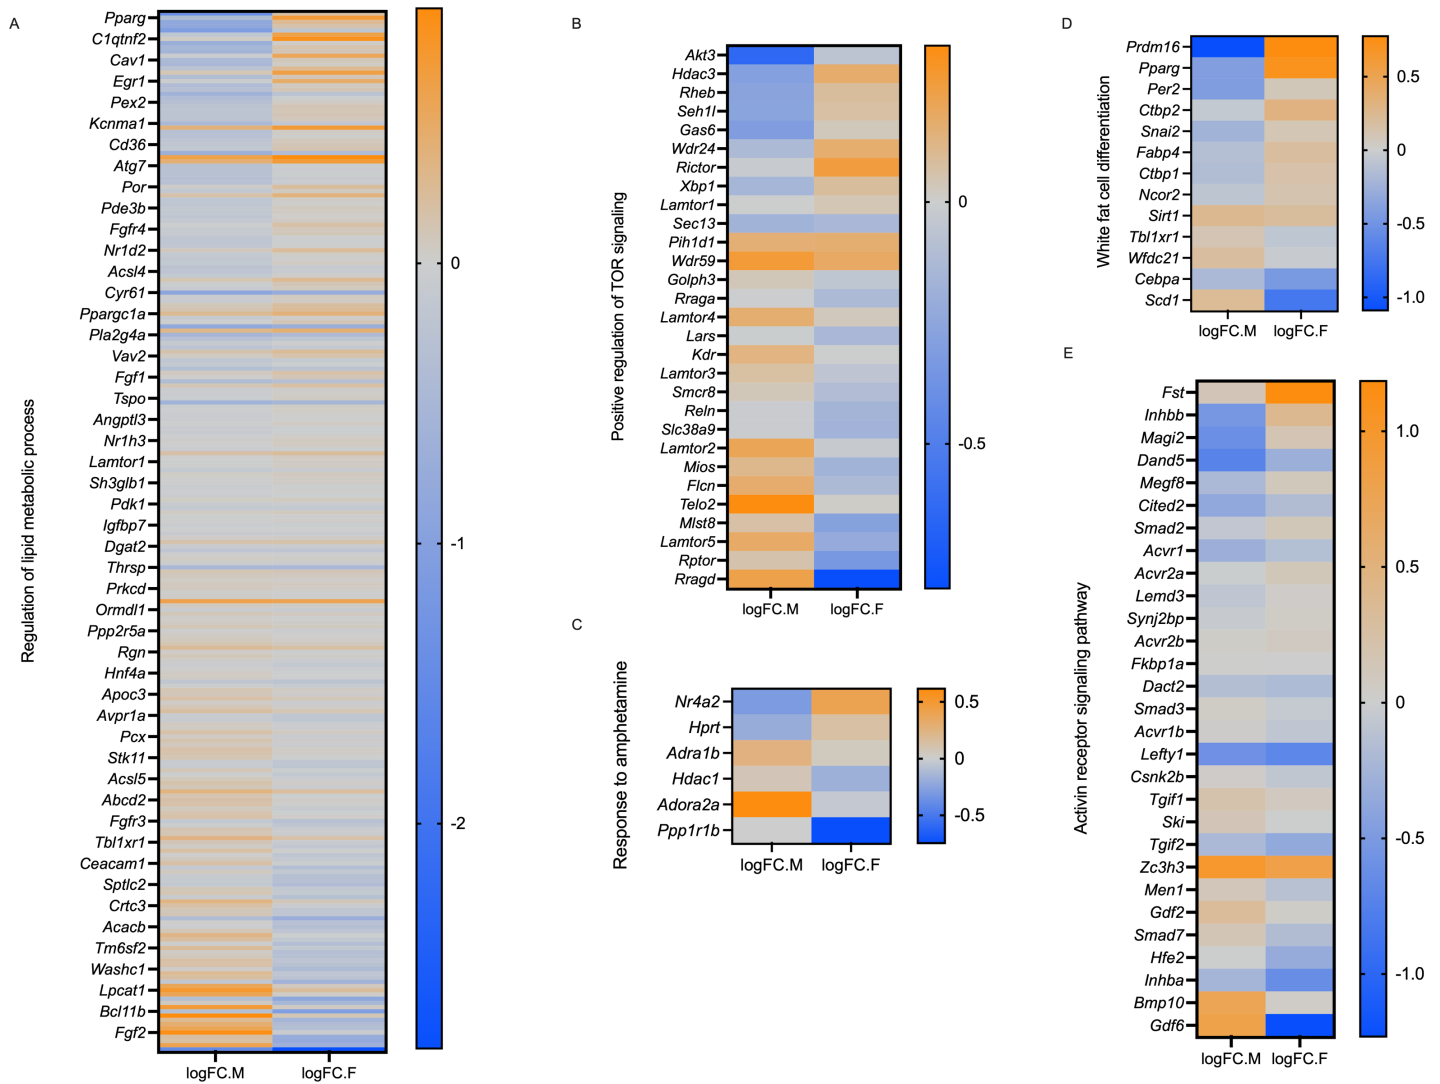 A
Regulation of lipid metabolic process
Pparg
C1qtnf2
Cav1
Egr1
Pex2
Kcnma1
Cd36
Atg7
Por
Pde3b
Fgfr4
Nr1d2
Acsl4
Cyr61
Ppargc1a
Pla2g4a
Vav2
Fgf1
Tspo
Angptl3
Nr1h3
Lamtor1
Sh3glb1
Pdk1
Igfbp7
Dgat2
Thrsp
Prkcd
Ormdl1
Ppp2r5a
Rgn
Hnf4a
Apoc3
Avpr1a
Pcx
Stk11
Acsl5
Abcd2
Fgfr3
Tbl1xr1
Ceacam1
Sptlc2
Crtc3
Acacb
Tm6sf2
Washc1
Lpcat1
Bcl11b
Fgf2
logFC.M logFC.F
0
-1
-2
B
Positive regulation of TOR signaling
Akt3
Hdac3
Rheb
Seh1l
Gas6
Wdr24
Rictor
Xbp1
Lamtor1
Sec13
Pih1d1
Wdr59
Golph3
Rraga
Lamtor4
Lars
Kdr
Lamtor3
Smcr8
Reln
Slc38a9
Lamtor2
Mios
Flcn
Telo2
Mlst8
Lamtor5
Rptor
Rragd
logFC.M logFC.F
0
-0.5
C
Response to amphetamine
Nr4a2
Hprt
Adra1b
Hdac1
Adora2a
Ppp1r1b
logFC.M logFC.F
0.5
0
-0.5
D
White fat cell differentiation
Prdm16
Pparg
Per2
Ctbp2
Snai2
Fabp4
Ctbp1
Ncor2
Sirt1
Tbl1xr1
Wfdc21
Cebpa
Scd1
logFC.M logFC.F
0.5
0
-0.5
-1.0
E
Activin receptor signaling pathway
Fst
Inhbb
Magi2
Dand5
Megf8
Cited2
Smad2
Acvr1
Acvr2a
Lemd3
Synj2bp
Acvr2b
Fkbp1a
Dact2
Smad3
Acvr1b
Lefty1
Csnk2b
Tgif1
Ski
Tgif2
Zc3h3
Men1
Gdf2
Smad7
Hfe2
Inhba
Bmp10
Gdf6
logFC.M logFC.F
1.0
0.5
0
-0.5
-1.0